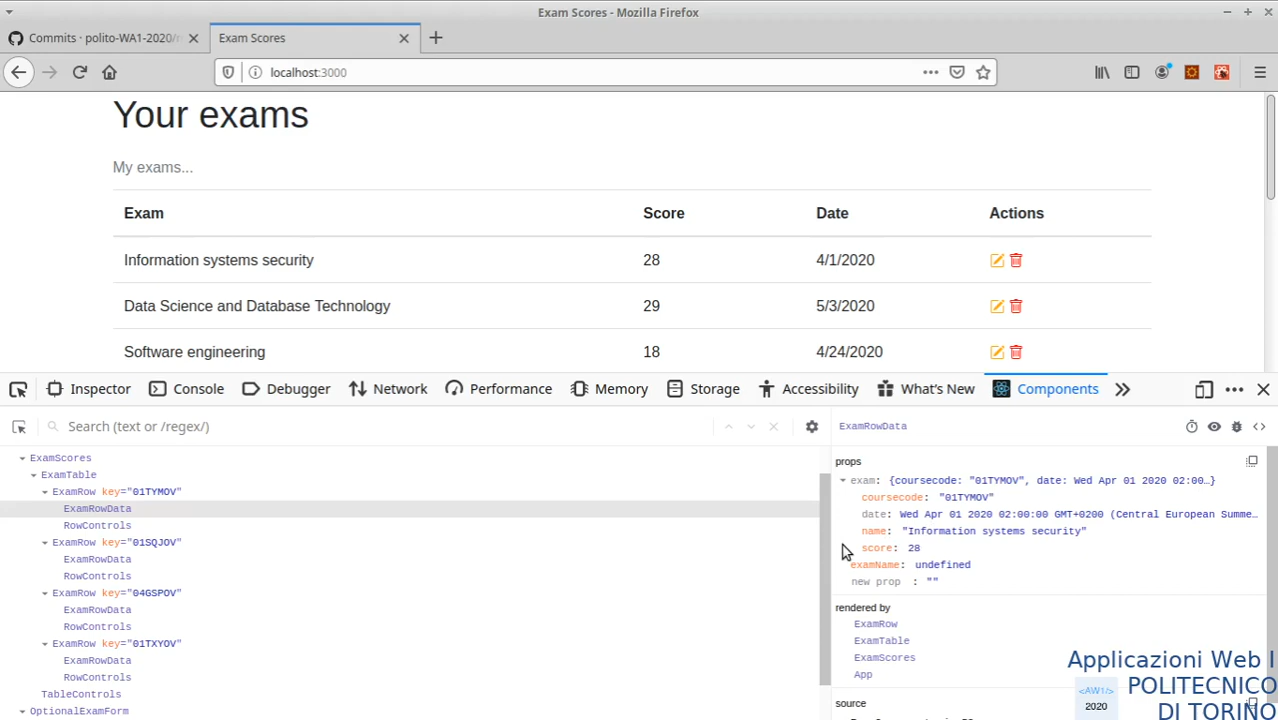 Exam Scores - Mozilla Firefox
Commits · polito-WA1-2020/
Exam Scores
localhost:3000
Your exams
My exams...
Exam Score Date Actions
Information systems security 28 4/1/2020
Data Science and Database Technology 29 5/3/2020
Software engineering 18 4/24/2020
Inspector Console Debugger Network Performance Memory Storage Accessibility What's New Components
Search (text or /regex/)
ExamScores
ExamTable
ExamRow key="01TYMOV"
ExamRowData
RowControls
ExamRow key="01SQJOV"
ExamRowData
RowControls
ExamRow key="04GSPOV"
ExamRowData
RowControls
ExamRow key="01TXYOV"
ExamRowData
RowControls
TableControls
OptionalExamForm
ExamRowData
props
exam: {coursecode: "01TYMOV", date: Wed Apr 01 2020 02:00…}
coursecode: "01TYMOV"
date: Wed Apr 01 2020 02:00:00 GMT+0200 (Central European Summe…
name: "Information systems security"
score: 28
examName: undefined
new prop : ""
rendered by
ExamRow
ExamTable
ExamScores
App
source
Applicazioni Web I
POLITECNICO
DI TORINO
<AW1/>
2020